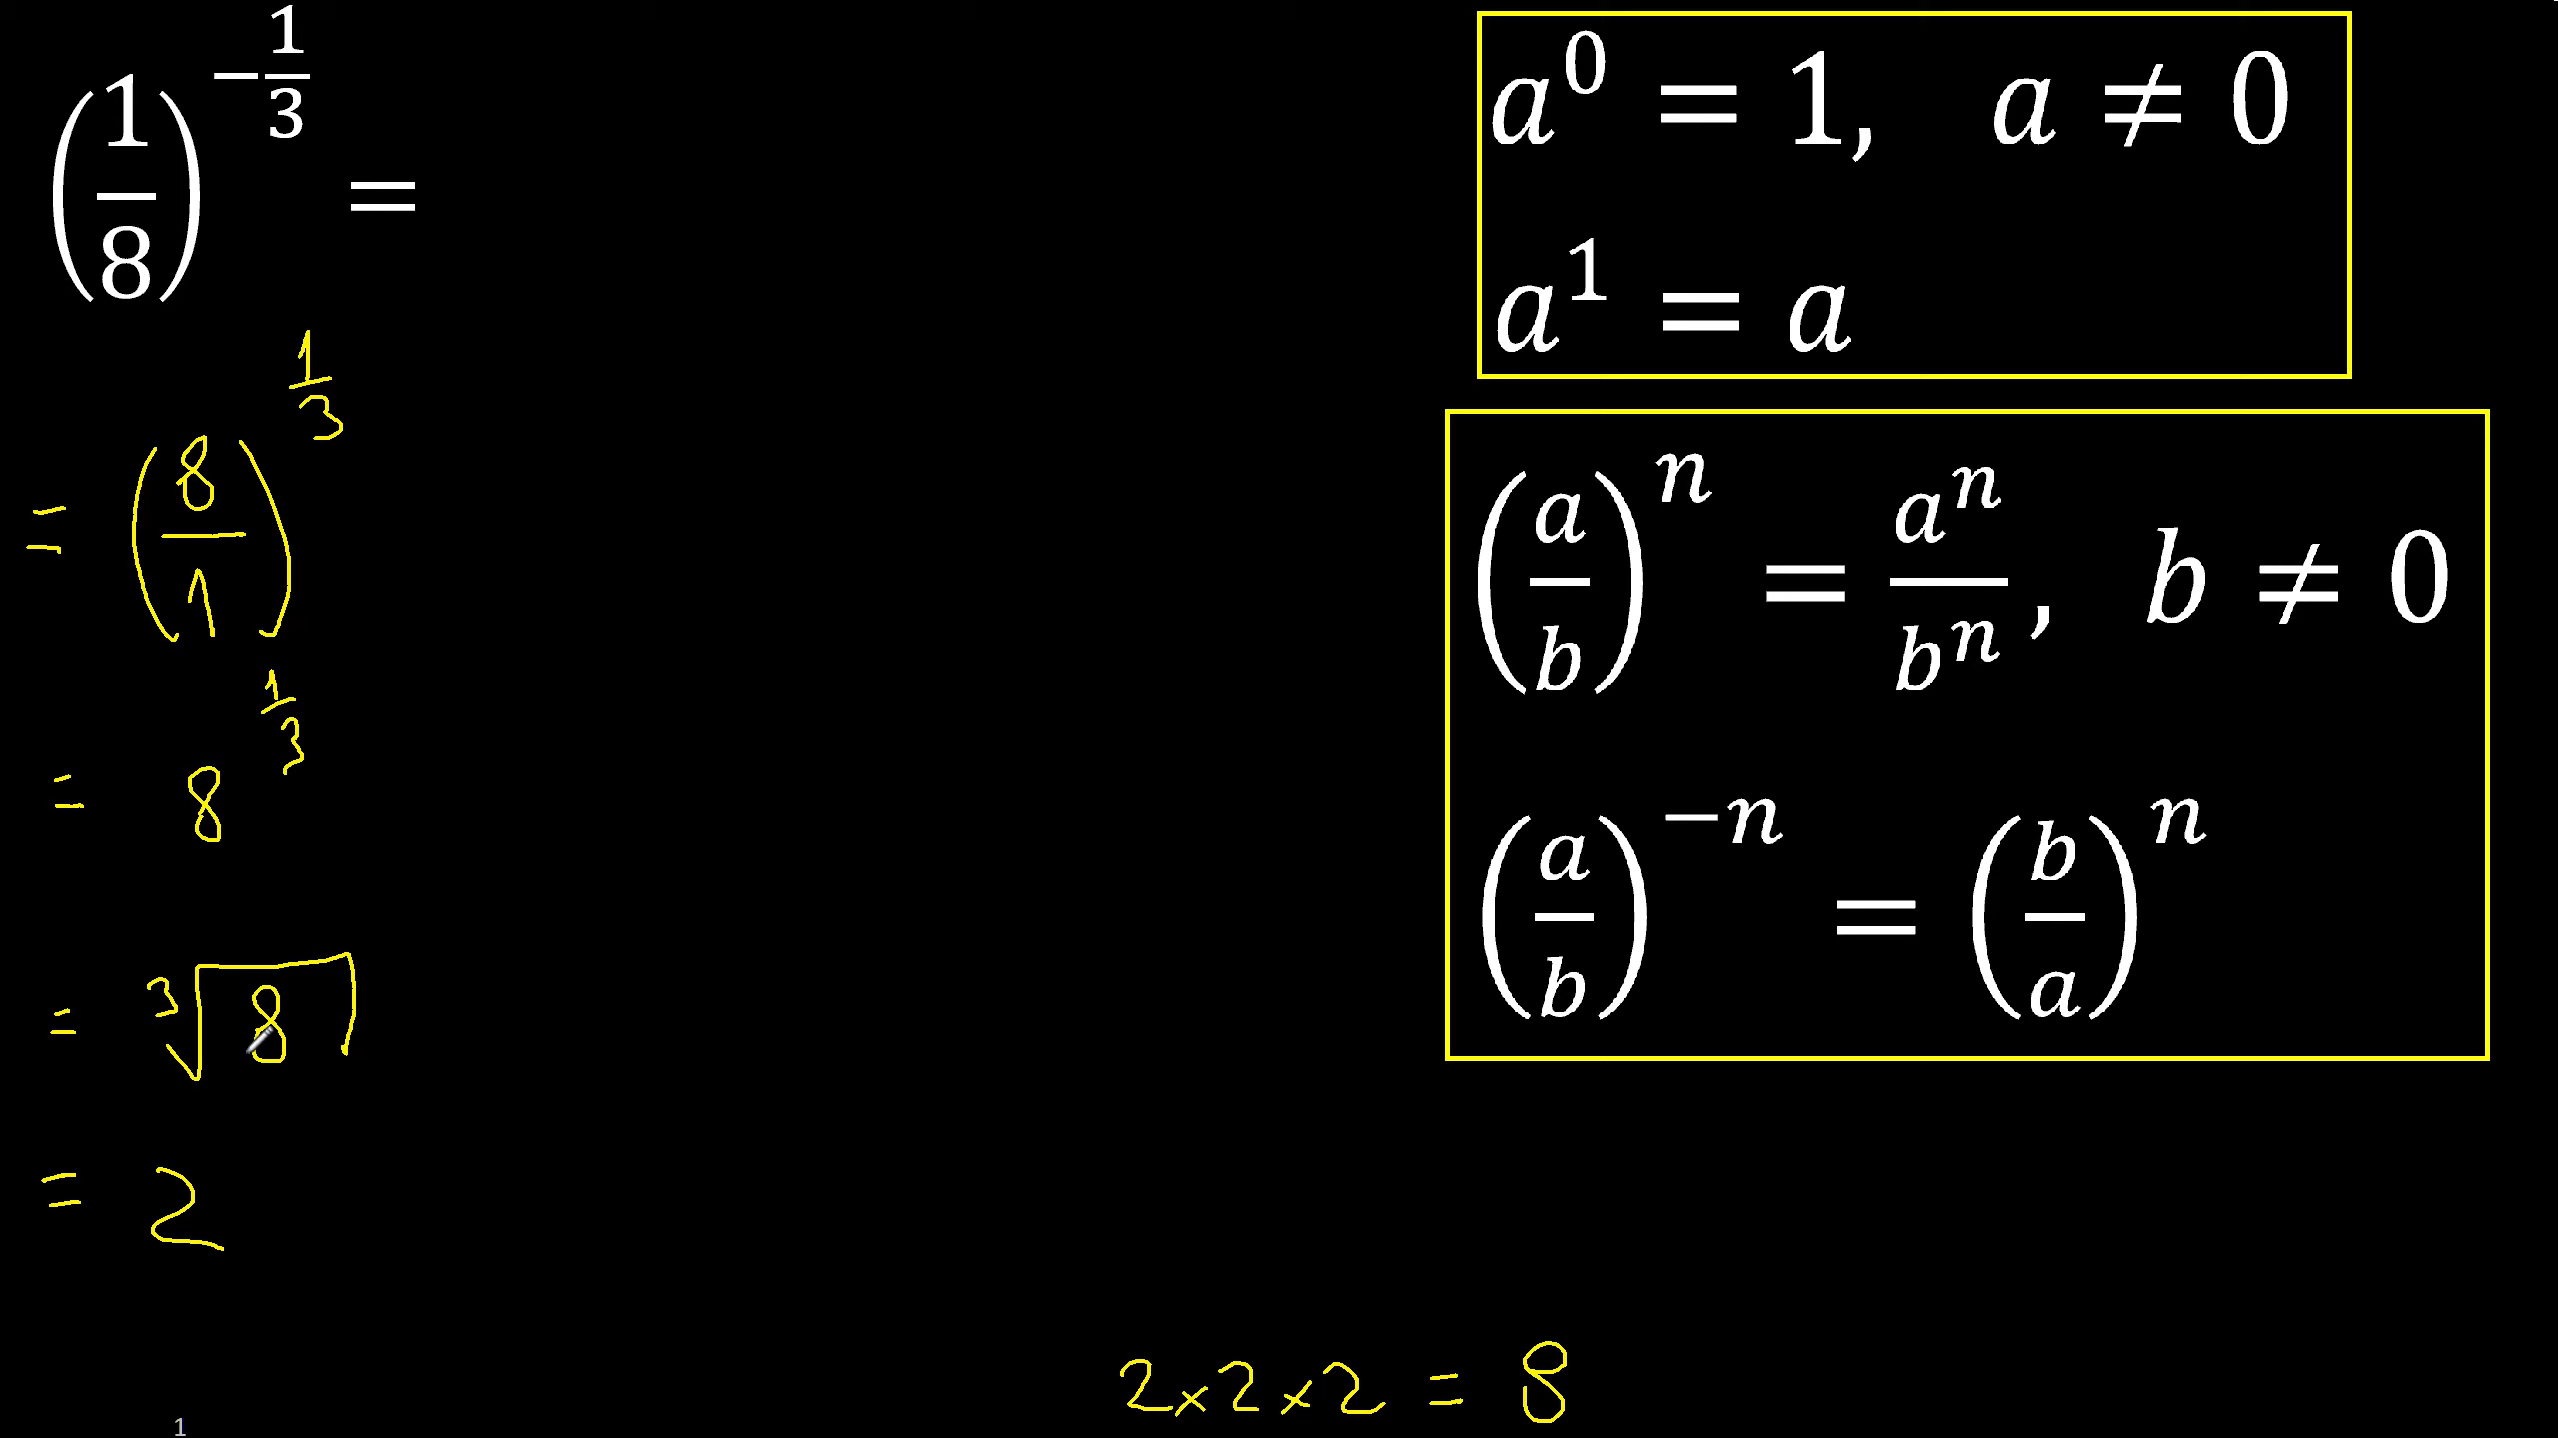 (1/8)^(-1/3) =
= (8/1)^(1/3)
= 8^(1/3)
= ∛8
= 2
a^0 = 1, a ≠ 0
a^1 = a
(a/b)^n = a^n/b^n, b ≠ 0
(a/b)^(-n) = (b/a)^n
2×2×2 = 8
1